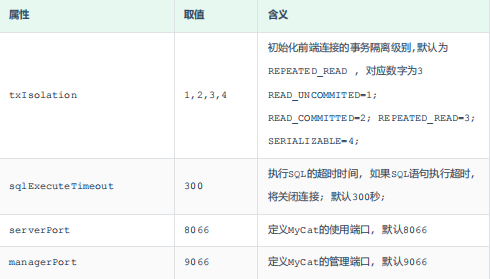 属性 取值 含义
初始化前端连接的事务隔离级别,默认为
REPEATED_READ , 对应数字为3
txIsolation 1,2,3,4 READ_UNCOMMITED=1;
READ_COMMITTED=2; REPEATED_READ=3;
SERIALIZABLE=4;
sqlExecuteTimeout 300 执行SQL的超时时间, 如果SQL语句执行超时,
将关闭连接; 默认300秒;
serverPort 8066 定义MyCat的使用端口, 默认8066
managerPort 9066 定义MyCat的管理端口, 默认9066